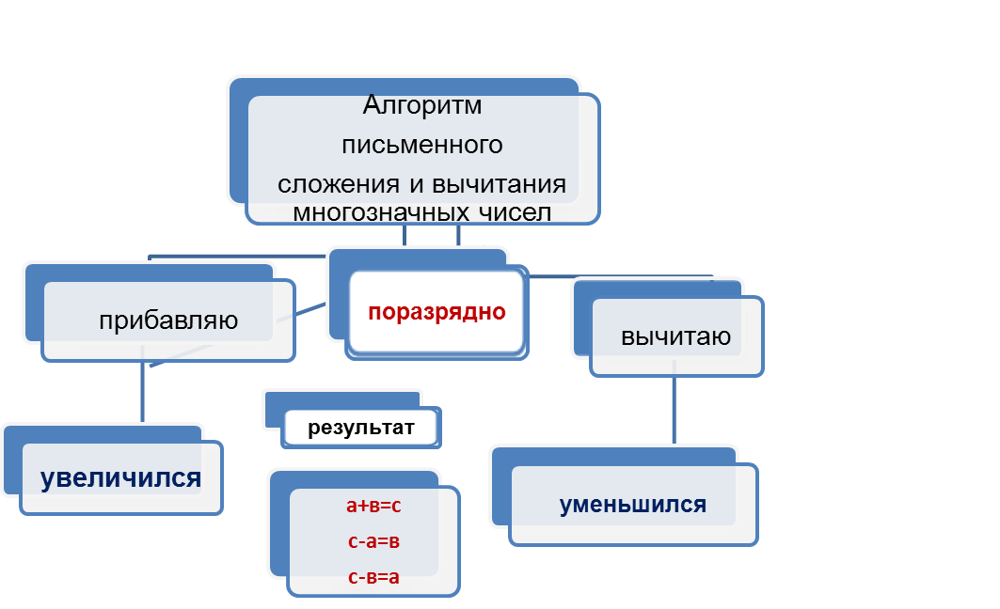 Алгоритм
письменного
сложения и вычитания
многозначных чисел
прибавляю
поразрядно
вычитаю
увеличился
результат
уменьшился
а+в=с
с-а=в
с-в=а